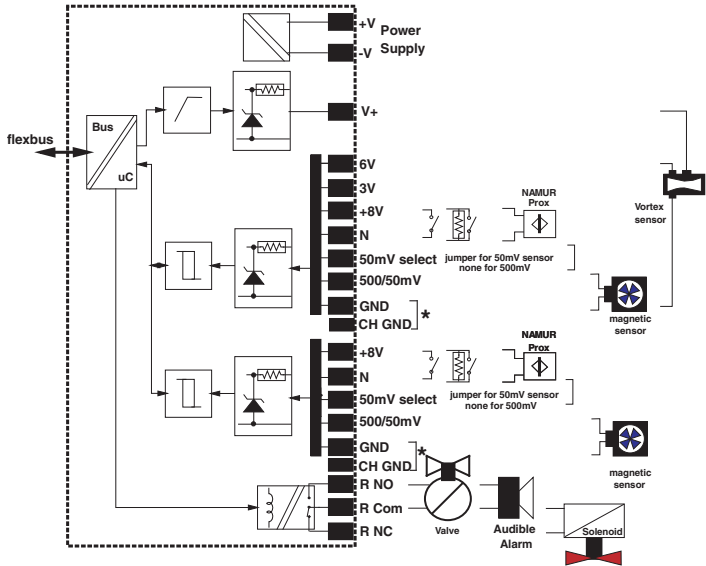 +V
Power
-V
Supply
V+
flexbus
Bus
uC
6V
3V
+8V
N
50mV select
500/50mV
GND
*
CH GND
NAMUR
Prox
jumper for 50mV sensor
none for 500mV
Vortex
sensor
magnetic
sensor
+8V
N
50mV select
500/50mV
GND
*
CH GND
NAMUR
Prox
jumper for 50mV sensor
none for 500mV
magnetic
sensor
R NO
R Com
R NC
Valve
Audible
Alarm
Solenoid